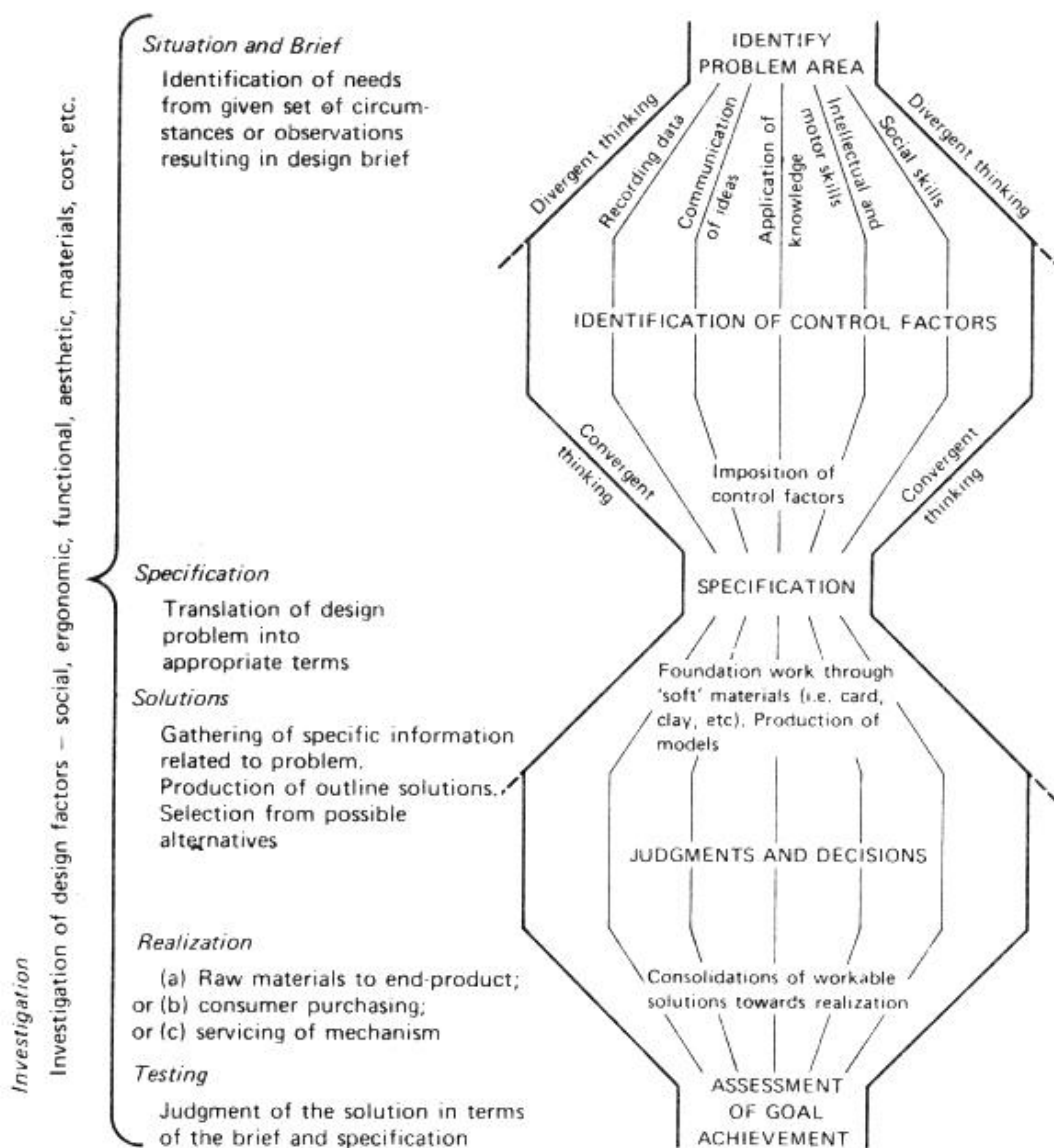 Investigation
Investigation of design factors — social, ergonomic, functional, aesthetic, materials, cost, etc.
Situation and Brief
Identification of needs
from given set of circum-
stances or observations
resulting in design brief
Specification
Translation of design
problem into
appropriate terms
Solutions
Gathering of specific information
related to problem.
Production of outline solutions.
Selection from possible
alternatives
Realization
(a) Raw materials to end-product;
or (b) consumer purchasing;
or (c) servicing of mechanism
Testing
Judgment of the solution in terms
of the brief and specification
IDENTIFY
PROBLEM AREA
Divergent thinking
Recording data
Communication
of ideas
Application of
knowledge
Intellectual and
motor skills
Social skills
Divergent thinking
IDENTIFICATION OF CONTROL FACTORS
Convergent
thinking
Imposition of
control factors
Convergent
thinking
SPECIFICATION
Foundation work through
'soft' materials (i.e. card,
clay, etc). Production of
models
JUDGMENTS AND DECISIONS
Consolidations of workable
solutions towards realization
ASSESSMENT
OF GOAL
ACHIEVEMENT